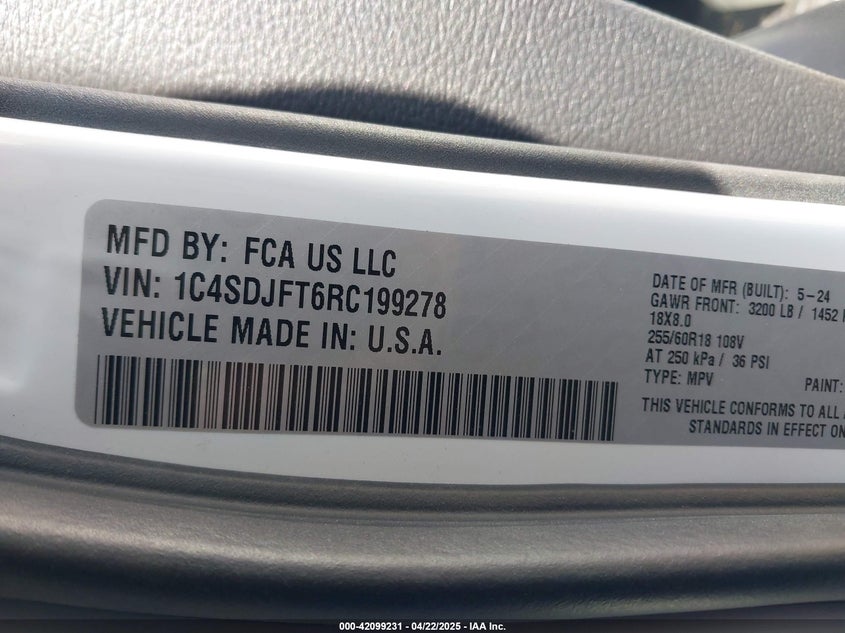 MFD BY: FCA US LLC
VIN: 1C4SDJFT6RC199278
VEHICLE MADE IN: U.S.A.
DATE OF MFR (BUILT): 5-24
GAWR FRONT: 3200 LB / 1452
18X8.0
255/60R18 108V
AT 250 kPa / 36 PSI
TYPE: MPV
PAINT:
THIS VEHICLE CONFORMS TO ALL
STANDARDS IN EFFECT ON
000-42099231 - 04/22/2025 - IAA Inc.